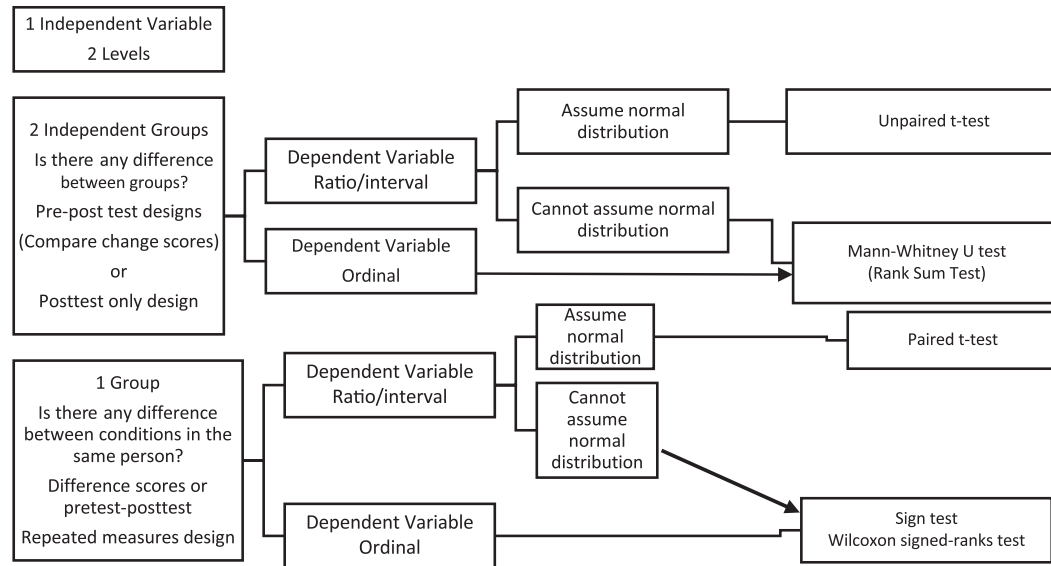 1 Independent Variable
2 Levels
2 Independent Groups
Is there any difference
between groups?
Pre-post test designs
(Compare change scores)
or
Posttest only design
Dependent Variable
Ratio/interval
Dependent Variable
Ordinal
Assume normal
distribution
Cannot assume normal
distribution
Unpaired t-test
Mann-Whitney U test
(Rank Sum Test)
1 Group
Is there any difference
between conditions in the
same person?
Difference scores or
pretest-posttest
Repeated measures design
Dependent Variable
Ratio/interval
Dependent Variable
Ordinal
Assume
normal
distribution
Cannot
assume
normal
distribution
Paired t-test
Sign test
Wilcoxon signed-ranks test